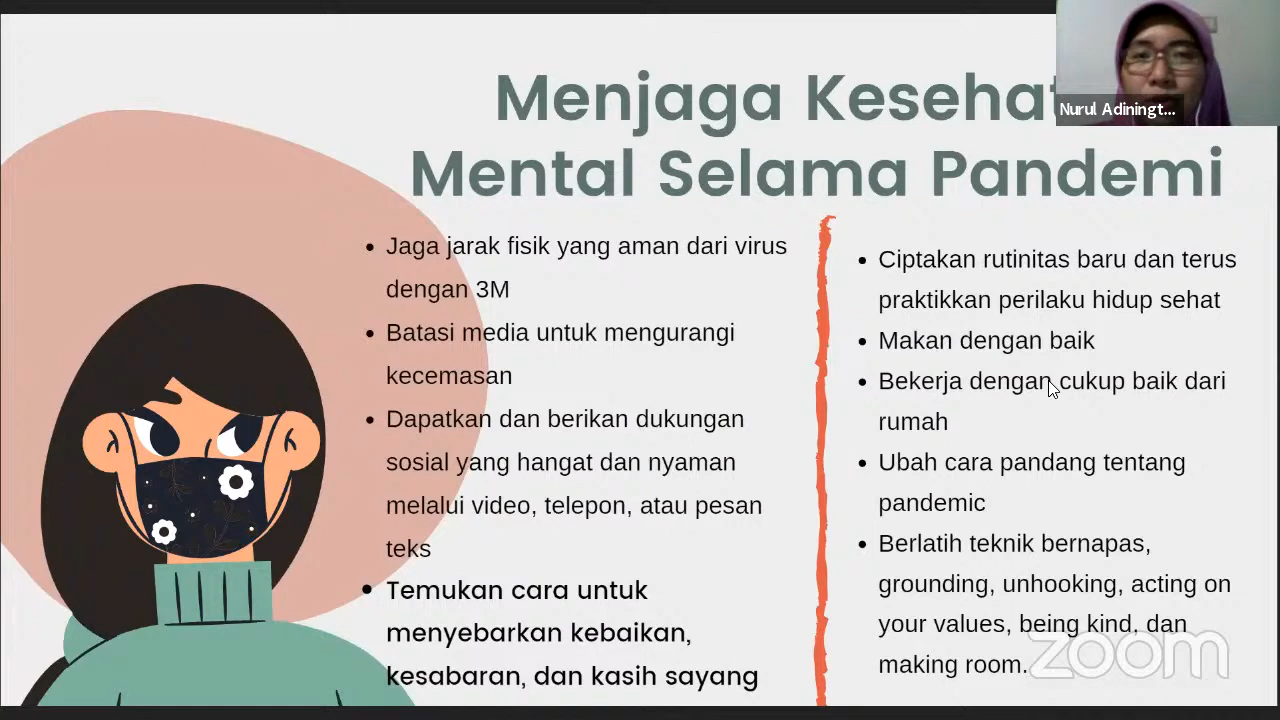 Menjaga Keseha
Mental Selama Pandemi
Nurul Adiningt...
Jaga jarak fisik yang aman dari virus
dengan 3M
Batasi media untuk mengurangi
kecemasan
Dapatkan dan berikan dukungan
sosial yang hangat dan nyaman
melalui video, telepon, atau pesan
teks
Temukan cara untuk
menyebarkan kebaikan,
kesabaran, dan kasih sayang
Ciptakan rutinitas baru dan terus
praktikkan perilaku hidup sehat
Makan dengan baik
Bekerja dengan cukup baik dari
rumah
Ubah cara pandang tentang
pandemic
Berlatih teknik bernapas,
grounding, unhooking, acting on
your values, being kind, dan
making room.
zoom